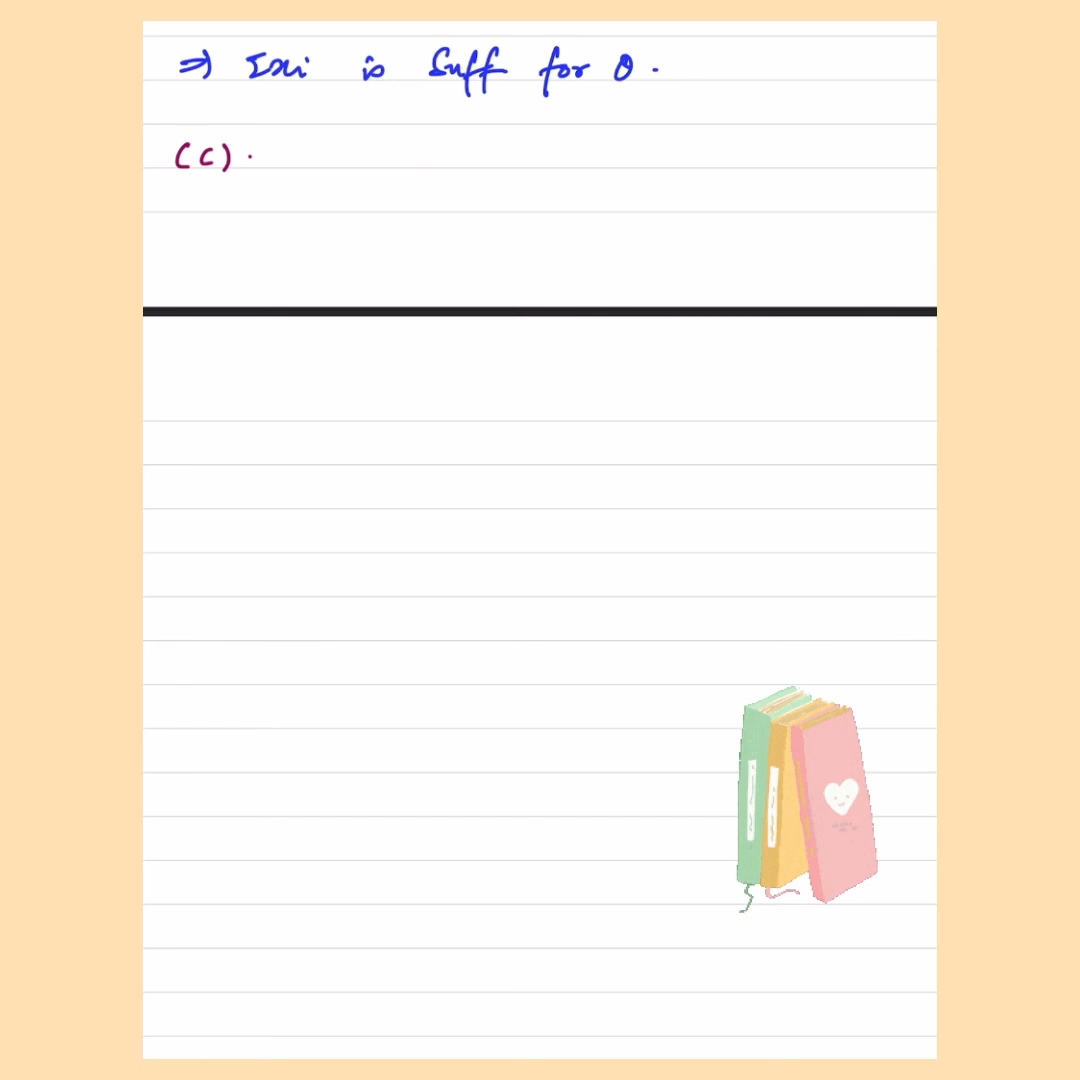 ⇒ Σxi is Suff for θ.
(c).